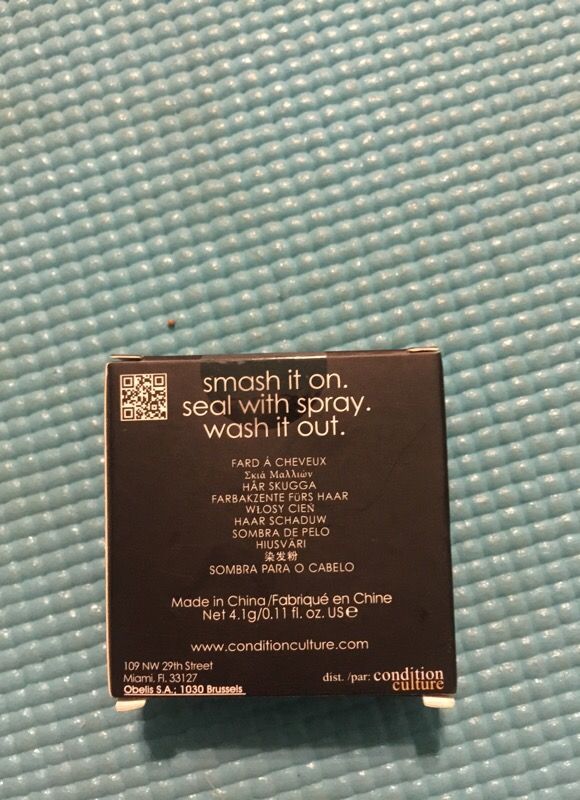 smash it on.
seal with spray.
wash it out.
FARD À CHEVEUX
Σκιά Μαλλιών
HÅR SKUGGA
FARBAKZENTE FüRS HAAR
WŁOSY CIEŃ
HAAR SCHADUW
SOMBRA DE PELO
HIUSVÄRI
染发粉
SOMBRA PARA O CABELO
Made in China/Fabriqué en Chine
Net 4.1g/0.11 fl. oz. US℮
www.conditionculture.com
109 NW 29th Street
Miami, Fl. 33127
Obelis S.A.; 1030 Brussels
dist. /par: condition
culture